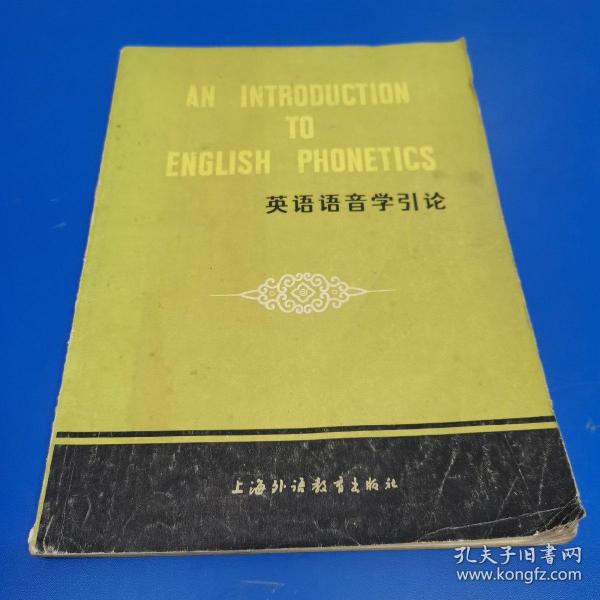 AN INTRODUCTION
TO
ENGLISH PHONETICS
英语语音学引论
上海外语教育出版社
孔夫子旧书网
www.kongfz.com